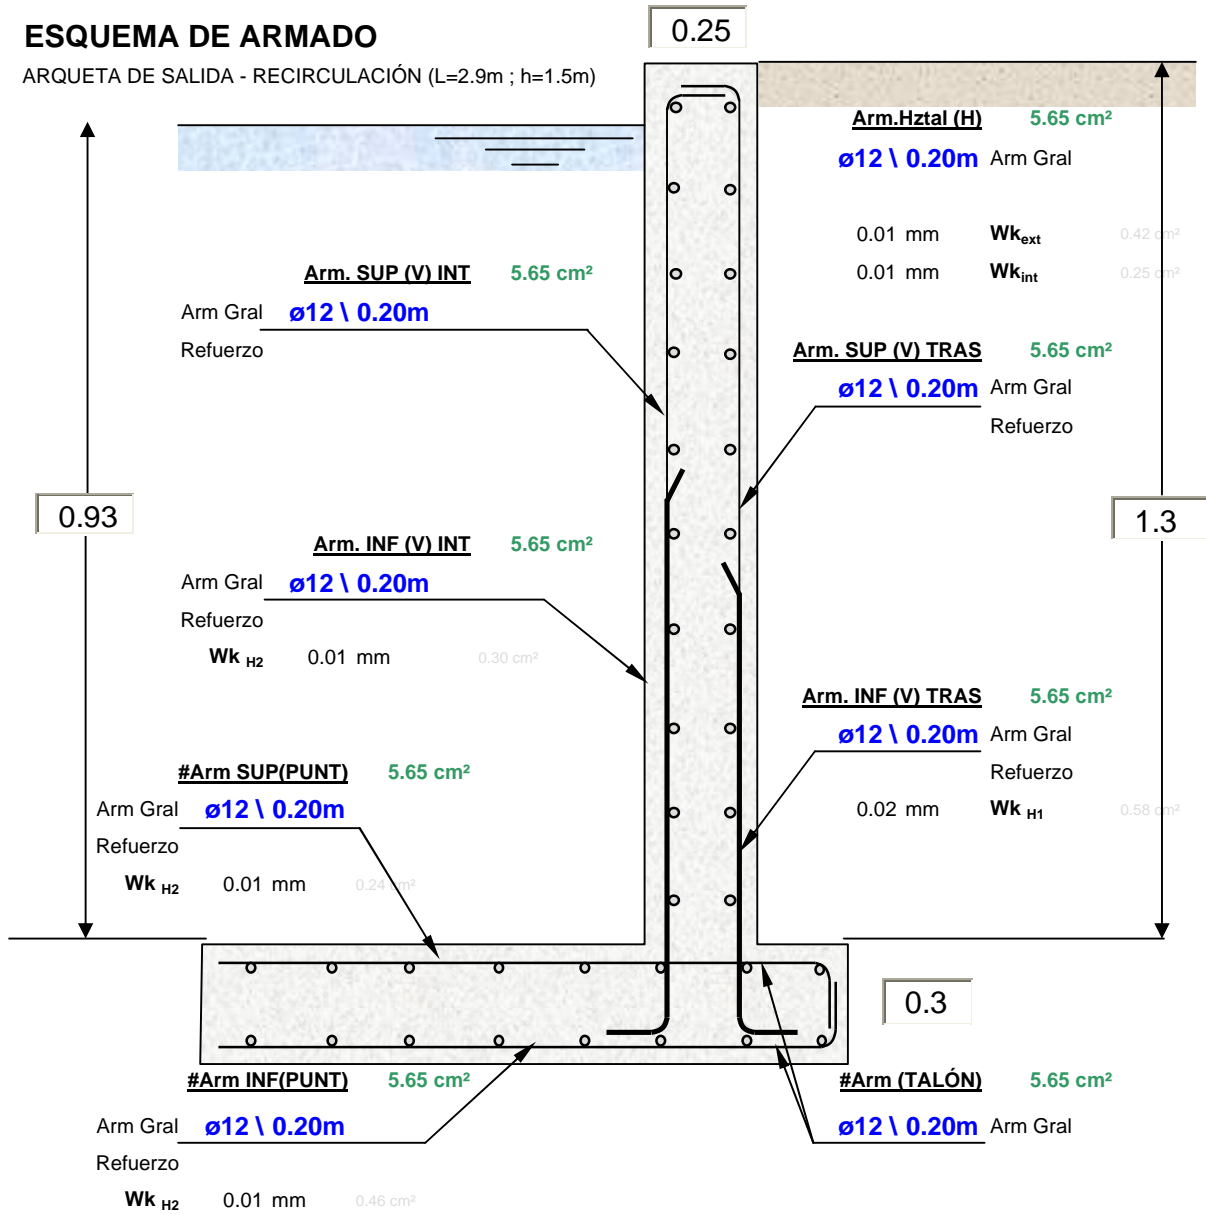 0.25
ESQUEMA DE ARMADO
ARQUETA DE SALIDA - RECIRCULACIÓN (L=2.9m ; h=1.5m)
Arm.Hztal (H) 5.65 cm²
ø12 \ 0.20m Arm Gral
0.01 mm Wk ext 0.42 cm²
0.01 mm Wk int 0.25 cm²
Arm. SUP (V) INT 5.65 cm²
Arm Gral ø12 \ 0.20m
Refuerzo
Arm. SUP (V) TRAS 5.65 cm²
ø12 \ 0.20m Arm Gral
Refuerzo
0.93
1.3
Arm. INF (V) INT 5.65 cm²
Arm Gral ø12 \ 0.20m
Refuerzo
Wk H2 0.01 mm 0.30 cm²
Arm. INF (V) TRAS 5.65 cm²
ø12 \ 0.20m Arm Gral
Refuerzo
0.02 mm Wk H1 0.58 cm²
#Arm SUP(PUNT) 5.65 cm²
Arm Gral ø12 \ 0.20m
Refuerzo
Wk H2 0.01 mm 0.24 cm²
0.3
#Arm INF(PUNT) 5.65 cm²
Arm Gral ø12 \ 0.20m
Refuerzo
Wk H2 0.01 mm 0.46 cm²
#Arm (TALÓN) 5.65 cm²
ø12 \ 0.20m Arm Gral